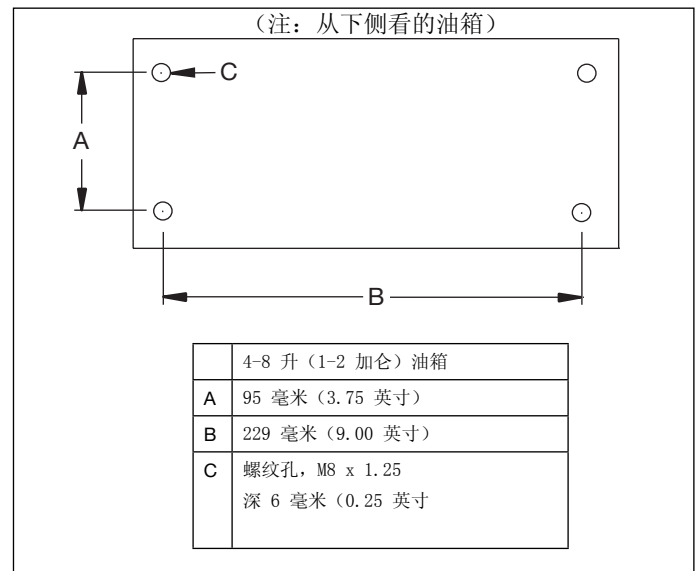 （注：从下侧看的油箱）
C
A
B
4-8 升（1-2 加仑）油箱
A 95 毫米（3.75 英寸）
B 229 毫米（9.00 英寸）
C 螺纹孔，M8 x 1.25
深 6 毫米（0.25 英寸